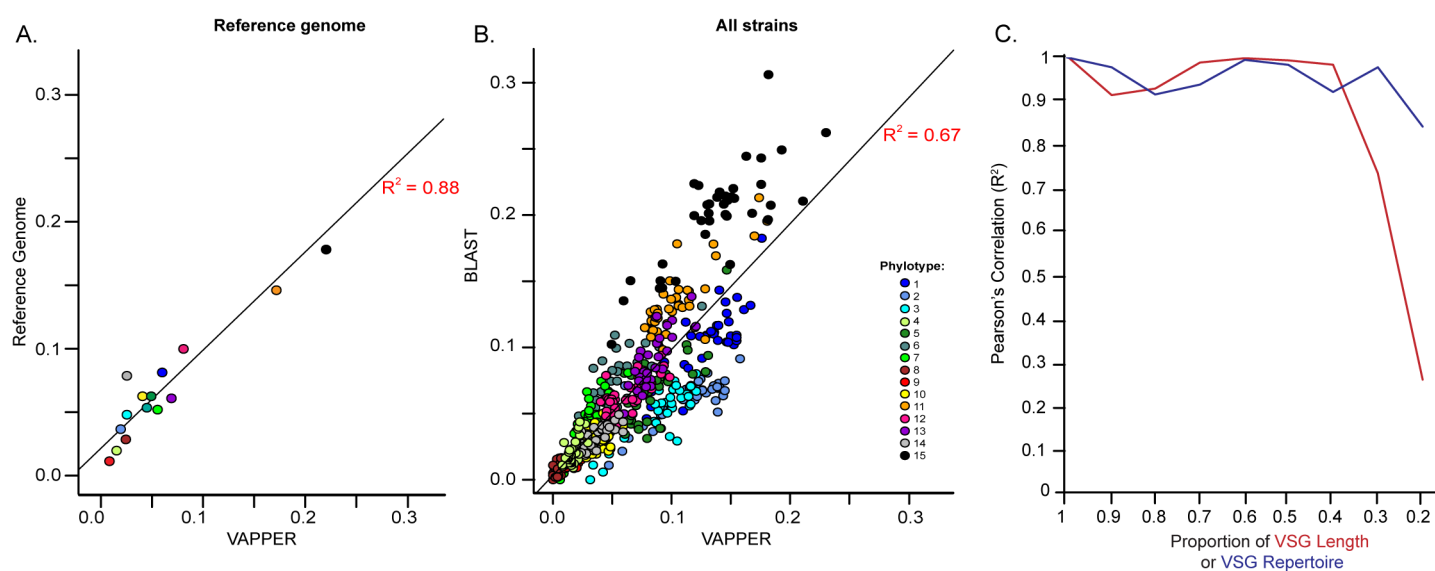 A.
Reference genome
0.3
0.2
0.1
0.0
Reference Genome
R² = 0.88
0.0 0.1 0.2 0.3
VAPPER
B.
All strains
0.3
0.2
0.1
0.0
BLAST
R² = 0.67
Phylotype:
1
2
3
4
5
6
7
8
9
10
11
12
13
14
15
0.0 0.1 0.2 0.3
VAPPER
C.
1
0.9
0.8
0.7
0.6
0.5
0.4
0.3
0.2
0.1
0
Pearson's Correlation (R²)
1 0.9 0.8 0.7 0.6 0.5 0.4 0.3 0.2
Proportion of VSG Length
or VSG Repertoire